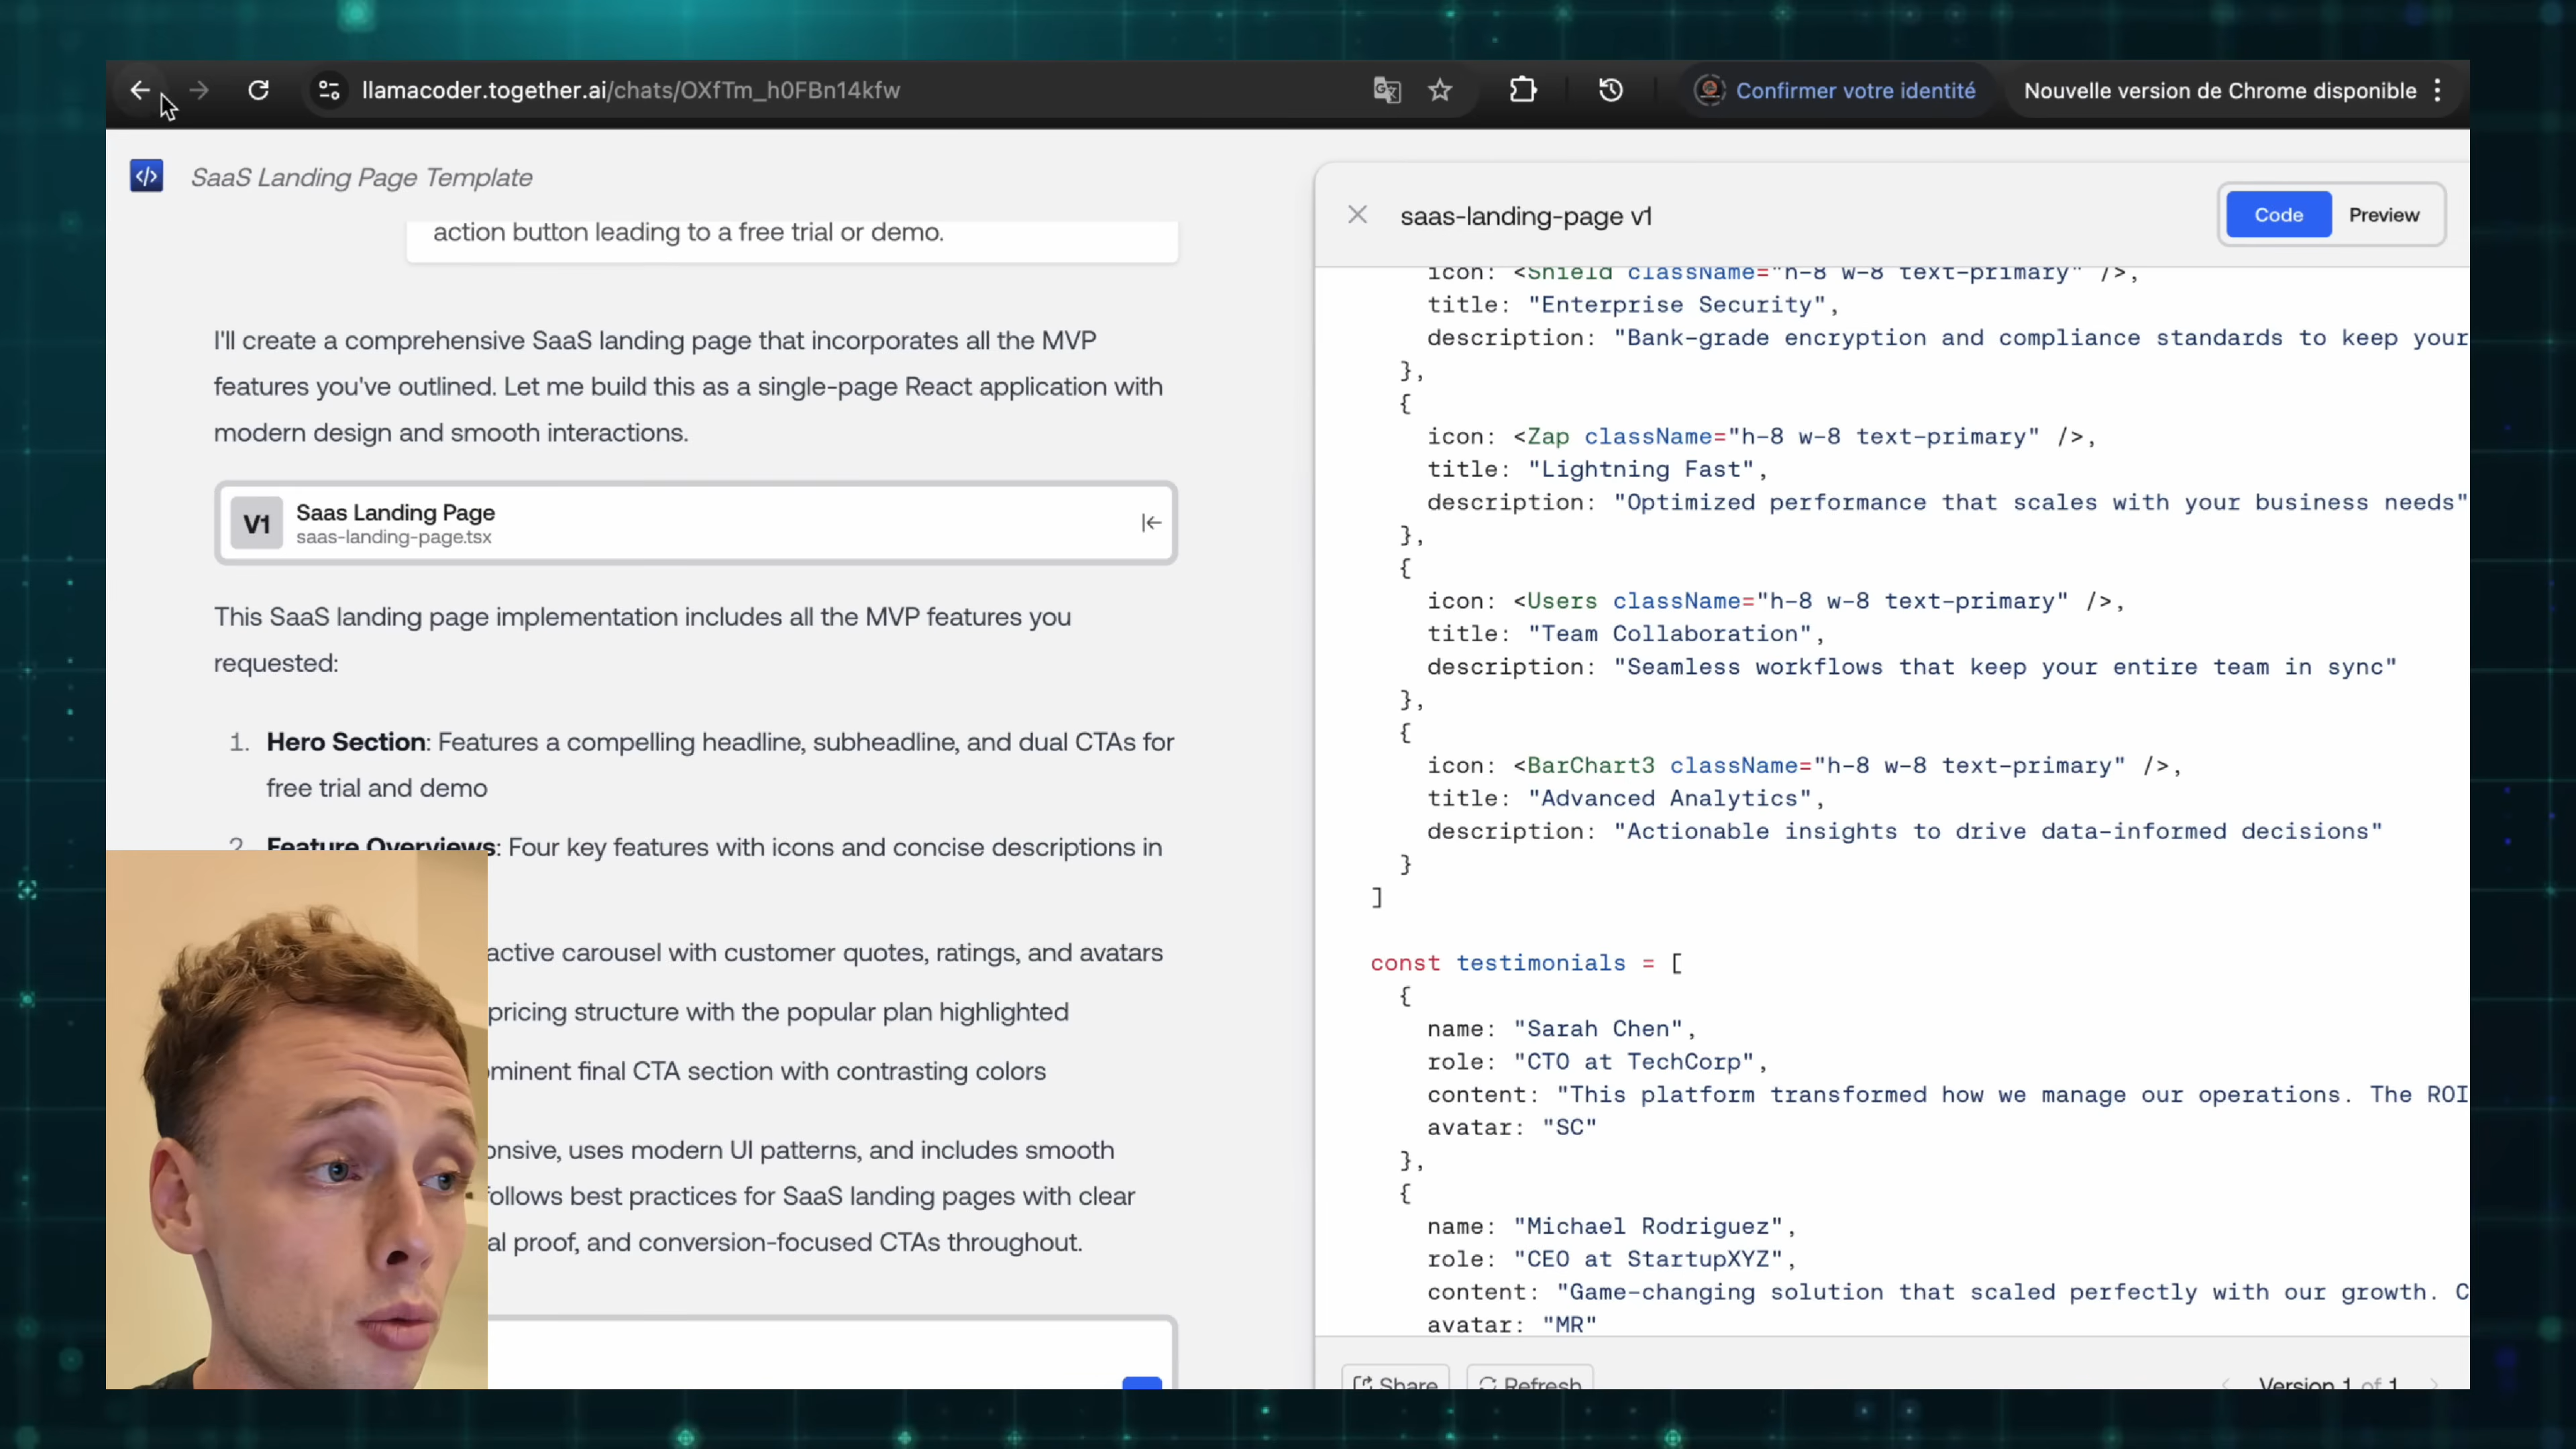 llamacoder.together.ai/chats/OXfTm_h0FBn14kfw
Confirmer votre identité
Nouvelle version de Chrome disponible
SaaS Landing Page Template
action button leading to a free trial or demo.
I'll create a comprehensive SaaS landing page that incorporates all the MVP
features you've outlined. Let me build this as a single-page React application with
modern design and smooth interactions.
V1
Saas Landing Page
saas-landing-page.tsx
This SaaS landing page implementation includes all the MVP features you
requested:
1. Hero Section: Features a compelling headline, subheadline, and dual CTAs for
free trial and demo
2. Feature Overviews: Four key features with icons and concise descriptions in
carousel with customer quotes, ratings, and avatars
pricing structure with the popular plan highlighted
final CTA section with contrasting colors
uses modern UI patterns, and includes smooth
follows best practices for SaaS landing pages with clear
proof, and conversion-focused CTAs throughout.
saas-landing-page v1
Code
Preview
icon: <Shield className="h-8 w-8 text-primary" />,
title: "Enterprise Security",
description: "Bank-grade encryption and compliance standards to keep your
},
{
icon: <Zap className="h-8 w-8 text-primary" />,
title: "Lightning Fast",
description: "Optimized performance that scales with your business needs"
},
{
icon: <Users className="h-8 w-8 text-primary" />,
title: "Team Collaboration",
description: "Seamless workflows that keep your entire team in sync"
},
{
icon: <BarChart3 className="h-8 w-8 text-primary" />,
title: "Advanced Analytics",
description: "Actionable insights to drive data-informed decisions"
}
]
const testimonials = [
{
name: "Sarah Chen",
role: "CTO at TechCorp",
content: "This platform transformed how we manage our operations. The ROI
avatar: "SC"
},
{
name: "Michael Rodriguez",
role: "CEO at StartupXYZ",
content: "Game-changing solution that scaled perfectly with our growth.
avatar: "MR"
Share
Refresh
Version 1 of 1